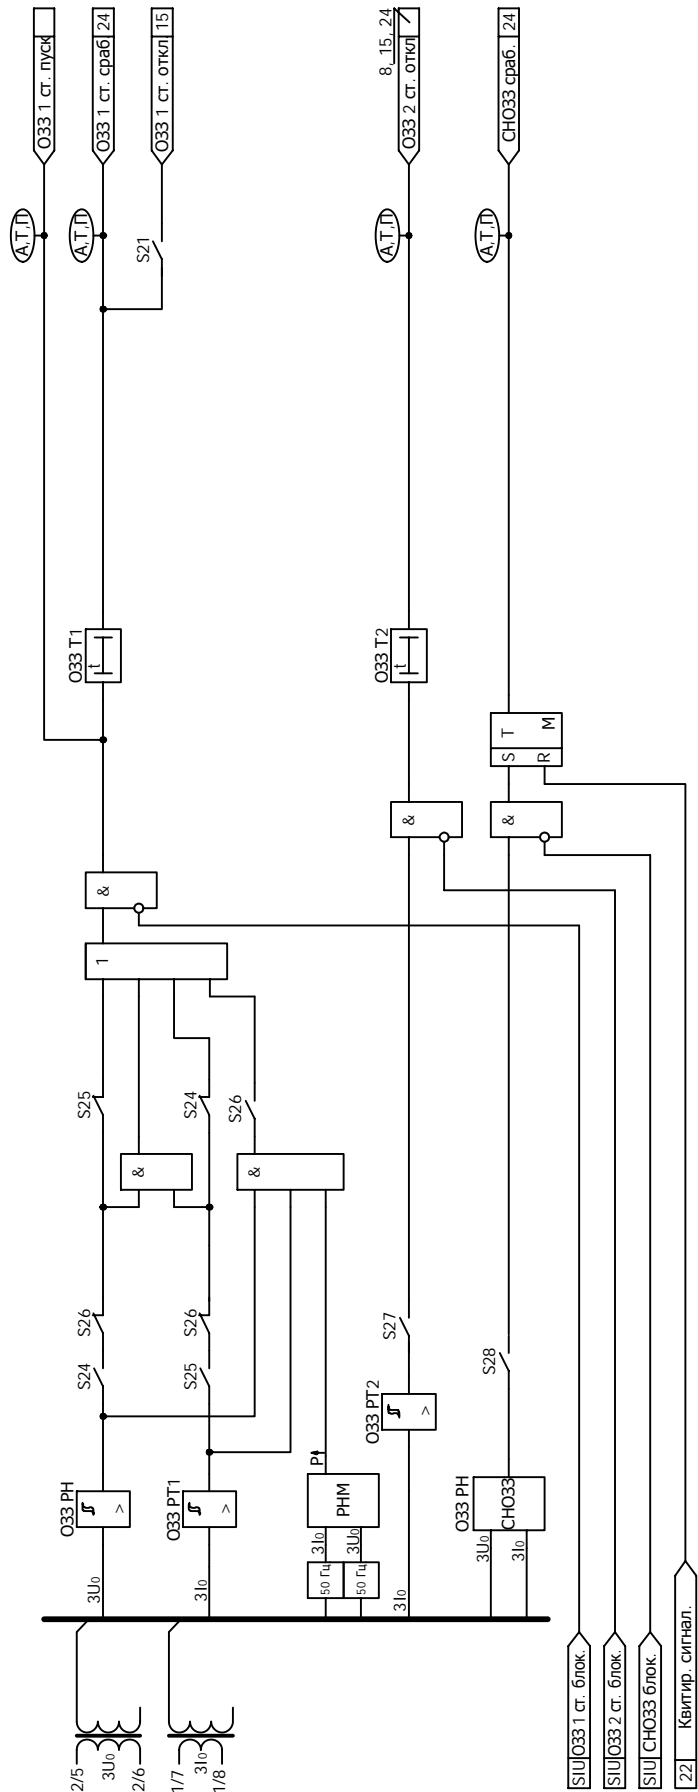 ОЗЗ 1 ст. пуск
ОЗЗ 1 ст. сраб. 24
ОЗЗ 1 ст. откл 15
8, 15, 24
ОЗЗ 2 ст. откл
СНОЗЗ сраб. 24
А,Т,П
А,Т,П
А,Т,П
А,Т,П
S21
ОЗЗ Т1
t
ОЗЗ Т2
t
S T
R M
&
&
&
1
S25
S24
S26
&
&
S26
S26
S27
S24
S25
S28
ОЗЗ РН
>
ОЗЗ РТ1
>
Р
РНМ
ОЗЗ РТ2
>
ОЗЗ РН
СНОЗЗ
3U0
3I0
3I0
3U0
50 Гц
50 Гц
3I0
3U0
3I0
2/5
3U0
2/6
1/7
3I0
1/8
SIU ОЗЗ 1 ст. блок.
SIU ОЗЗ 2 ст. блок.
SIU СНОЗЗ блок.
22 Квитир. сигнал.